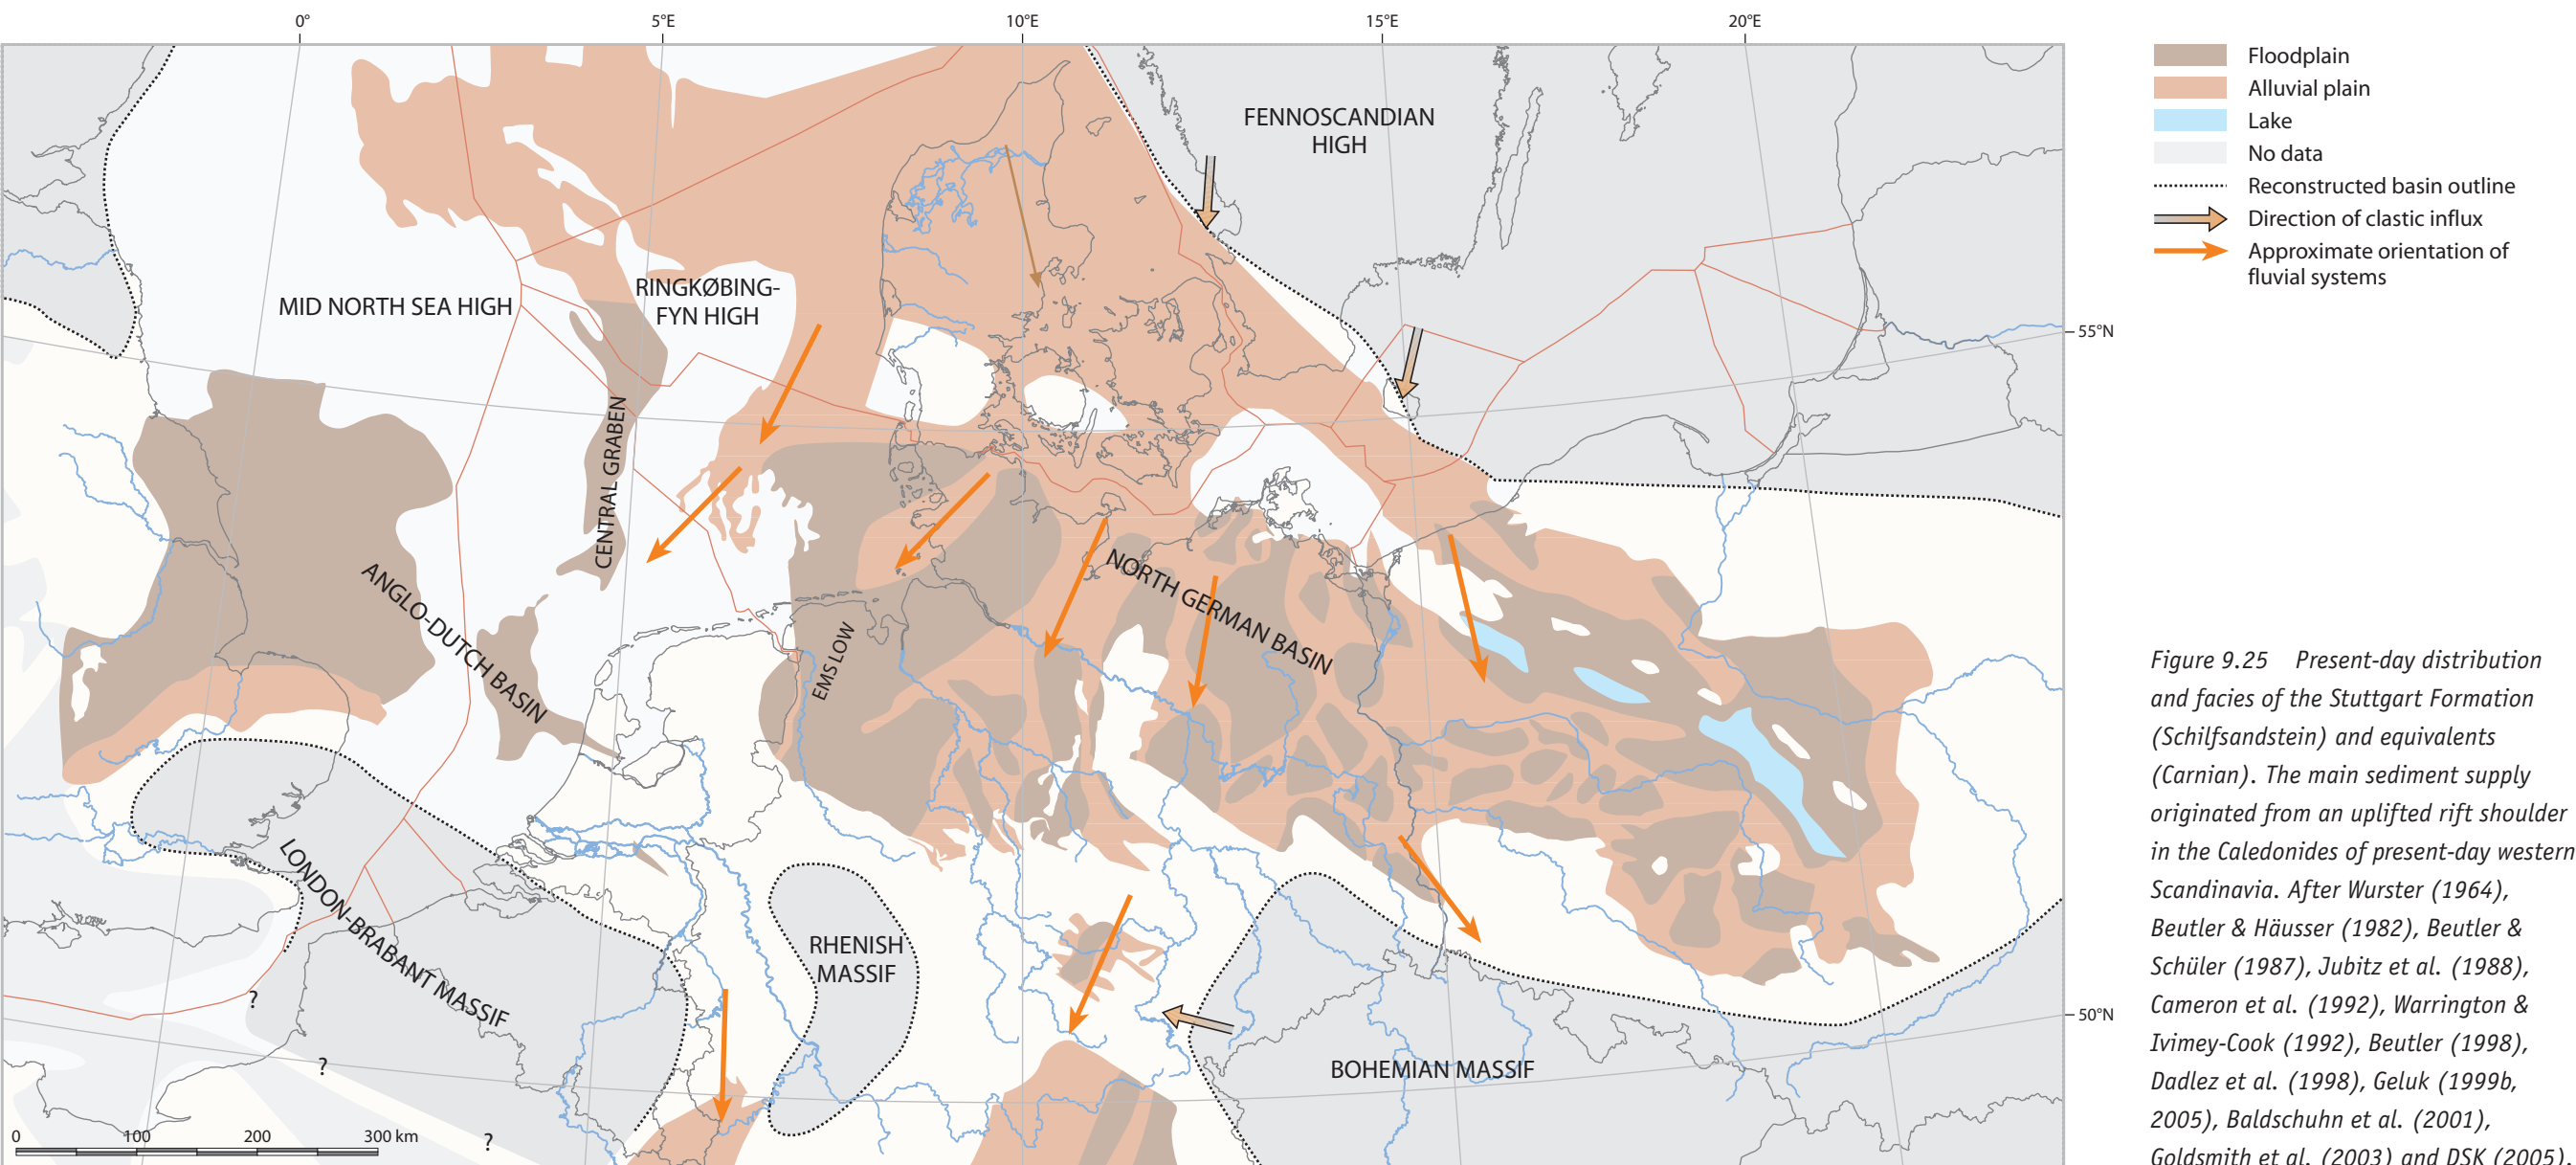 0°
5°E
10°E
15°E
20°E
55°N
50°N
FENNOSCANDIAN
HIGH
MID NORTH SEA HIGH
RINGKØBING-
FYN HIGH
CENTRAL GRABEN
ANGLO-DUTCH BASIN
NORTH GERMAN BASIN
EMS LOW
LONDON-BRABANT MASSIF
RHENISH
MASSIF
BOHEMIAN MASSIF
?
?
?
0
100
200
300 km
Floodplain
Alluvial plain
Lake
No data
Reconstructed basin outline
Direction of clastic influx
Approximate orientation of
fluvial systems
Figure 9.25 Present-day distribution
and facies of the Stuttgart Formation
(Schilfsandstein) and equivalents
(Carnian). The main sediment supply
originated from an uplifted rift shoulder
in the Caledonides of present-day western
Scandinavia. After Wurster (1964),
Beutler & Häusser (1982), Beutler &
Schüler (1987), Jubitz et al. (1988),
Cameron et al. (1992), Warrington &
Ivimey-Cook (1992), Beutler (1998),
Dadlez et al. (1998), Geluk (1999b,
2005), Baldschuhn et al. (2001),
Goldsmith et al. (2003) and DSK (2005).